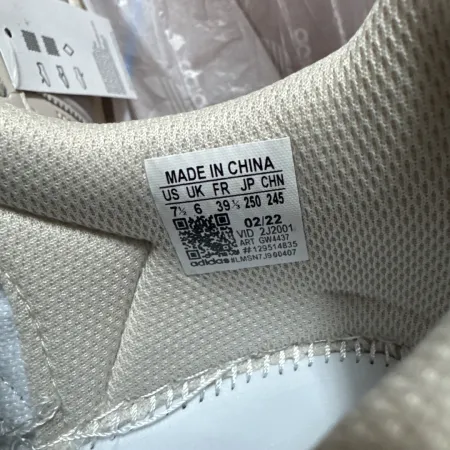 MADE IN CHINA
US UK FR JP CHN
7½ 6 39⅓ 250 245
02/22
VID 2J2001
ART GW4437
#129514835
adidas #LMSN7J900407